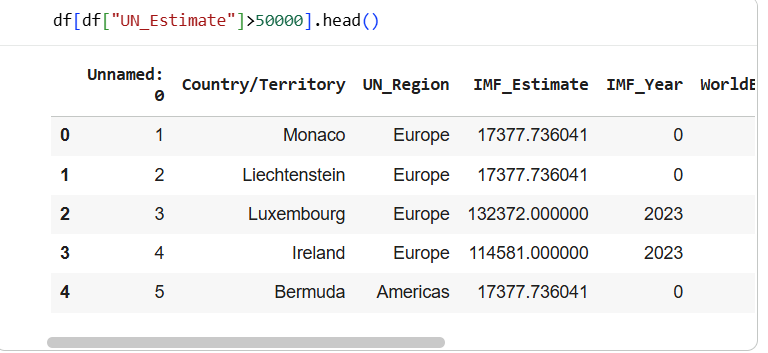 df[df["UN_Estimate"]>50000].head()
Unnamed: 0 Country/Territory UN_Region IMF_Estimate IMF_Year WorldB
0 1 Monaco Europe 17377.736041 0
1 2 Liechtenstein Europe 17377.736041 0
2 3 Luxembourg Europe 132372.000000 2023
3 4 Ireland Europe 114581.000000 2023
4 5 Bermuda Americas 17377.736041 0